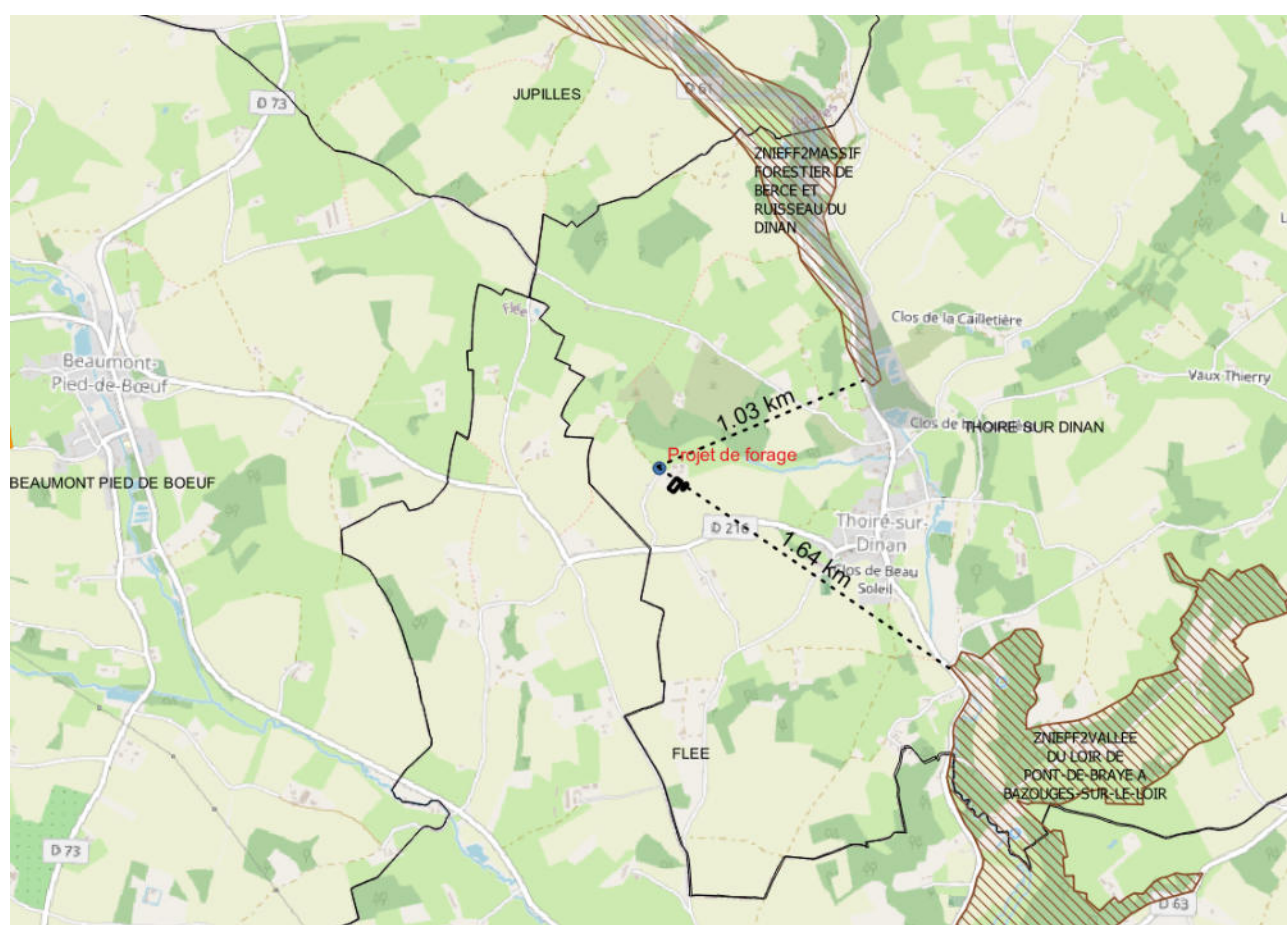 D 61
D 73
JUPILLES
ZNIEFF2MASSIF
FORESTIER DE
BERCE ET
RUISSEAU DU
DINAN
Flée
Clos de la Cailletière
Beaumont-
Pied-de-Bœuf
Vaux Thierry
1.03 km
Clos de la
THOIRE SUR DINAN
Projet de forage
BEAUMONT PIED DE BOEUF
D 216
Thoiré-sur-
Dinan
1.64 km
Clos de Beau
Soleil
ZNIEFF2VALLEE
DU LOIR DE
PONT-DE-BRAYE A
BAZOUGES-SUR-LE-LOIR
FLEE
D 73
D 63